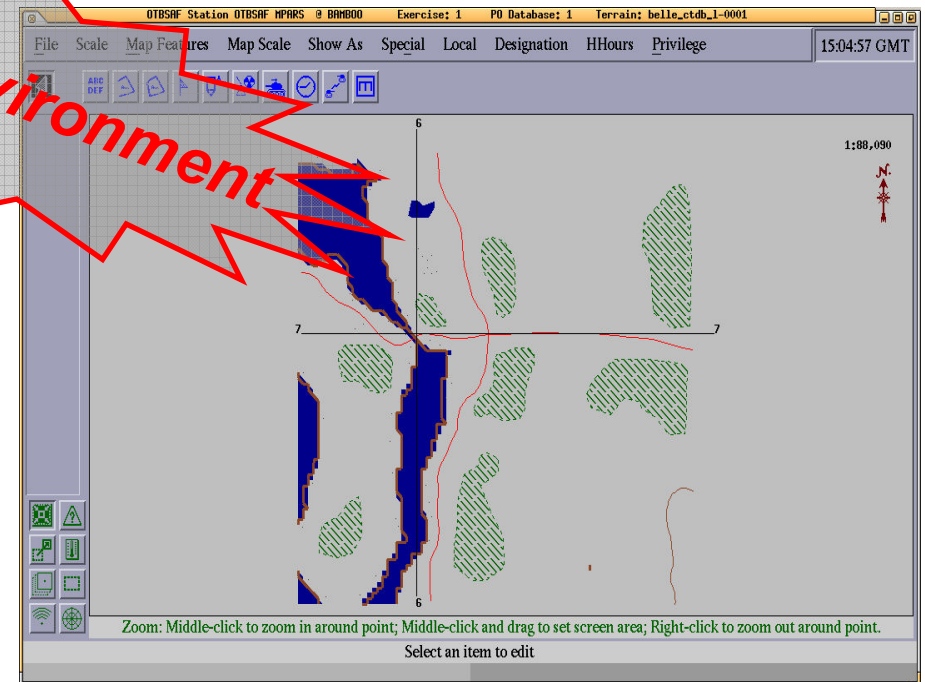 OTBSAF Station OTBSAF MPARS @ BAMBOO Exercise: 1 PO Database: 1 Terrain: belle_ctdb_l-0001
File Scale Map Features Map Scale Show As Special Local Designation HHours Privilege 15:04:57 GMT
ABC
DEF
vironment
6
1:88,090
N.
7 7
6
Zoom: Middle-click to zoom in around point; Middle-click and drag to set screen area; Right-click to zoom out around point.
Select an item to edit